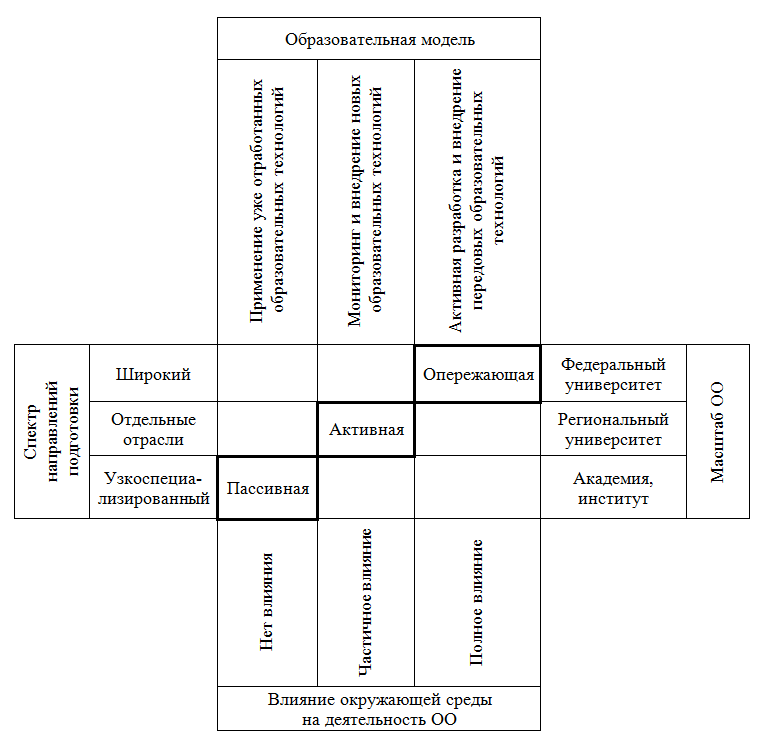 Образовательная модель
Применение уже отработанных
образовательных технологий
Мониторинг и внедрение новых
образовательных технологий
Активная разработка и внедрение
передовых образовательных
технологий
Спектр
направлений
подготовки
Широкий
Опережающая
Федеральный
университет
Масштаб ОО
Отдельные
отрасли
Активная
Региональный
университет
Узкоспециа-
лизированный
Пассивная
Академия,
институт
Нет влияния
Частичное влияние
Полное влияние
Влияние окружающей среды
на деятельность ОО